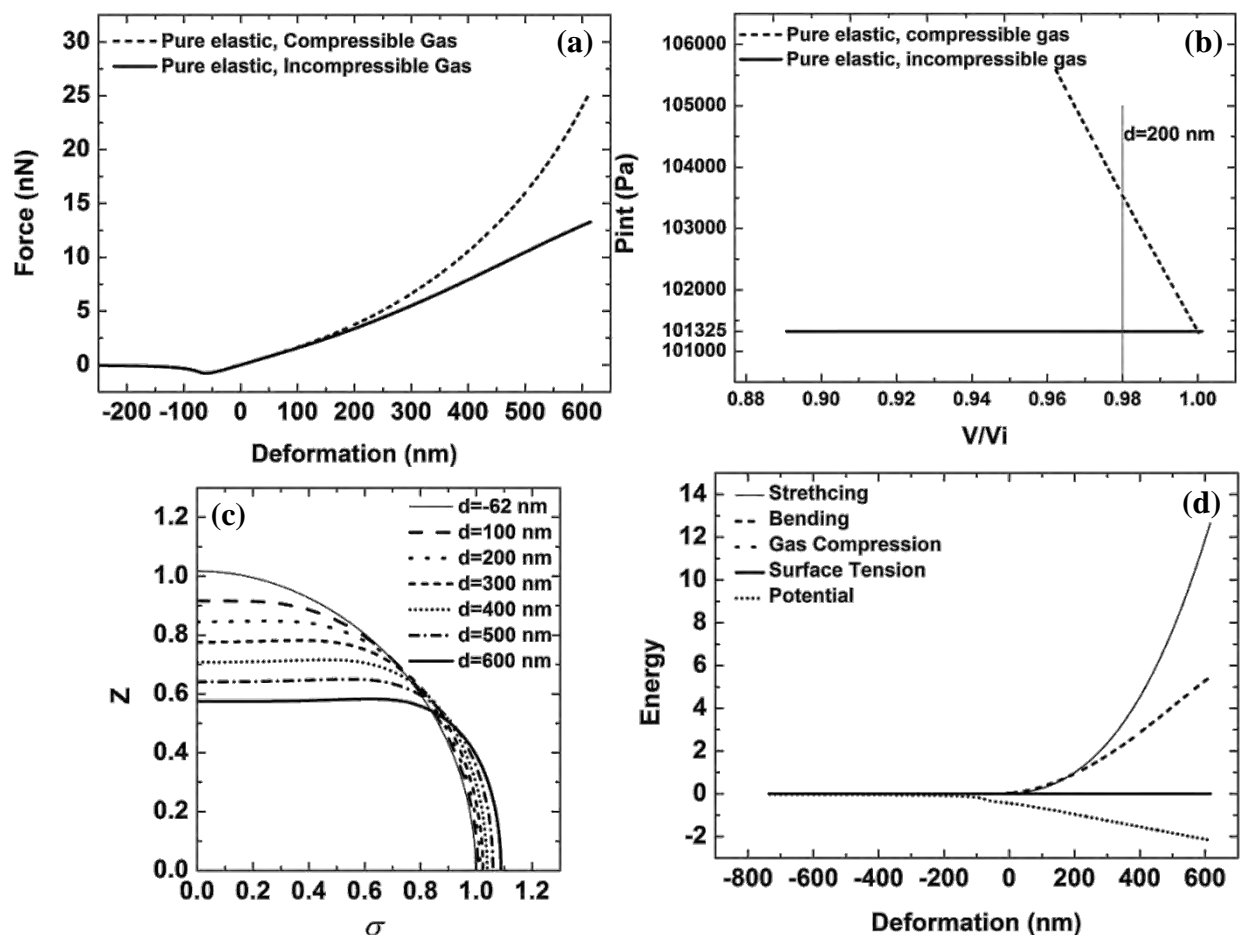 (a)
Pure elastic, Compressible Gas
Pure elastic, Incompressible Gas
30
25
20
15
10
5
0
Force (nN)
-200 -100 0 100 200 300 400 500 600
Deformation (nm)
(b)
Pure elastic, compressible gas
Pure elastic, incompressible gas
106000
105000
104000
103000
102000
101325
101000
Pint (Pa)
d=200 nm
0.88 0.90 0.92 0.94 0.96 0.98 1.00
V/Vi
(c)
d=-62 nm
d=100 nm
d=200 nm
d=300 nm
d=400 nm
d=500 nm
d=600 nm
1.2
1.0
0.8
0.6
0.4
0.2
0.0
Z
0.0 0.2 0.4 0.6 0.8 1.0 1.2
σ
(d)
Strethcing
Bending
Gas Compression
Surface Tension
Potential
14
12
10
8
6
4
2
0
-2
Energy
-800 -600 -400 -200 0 200 400 600
Deformation (nm)